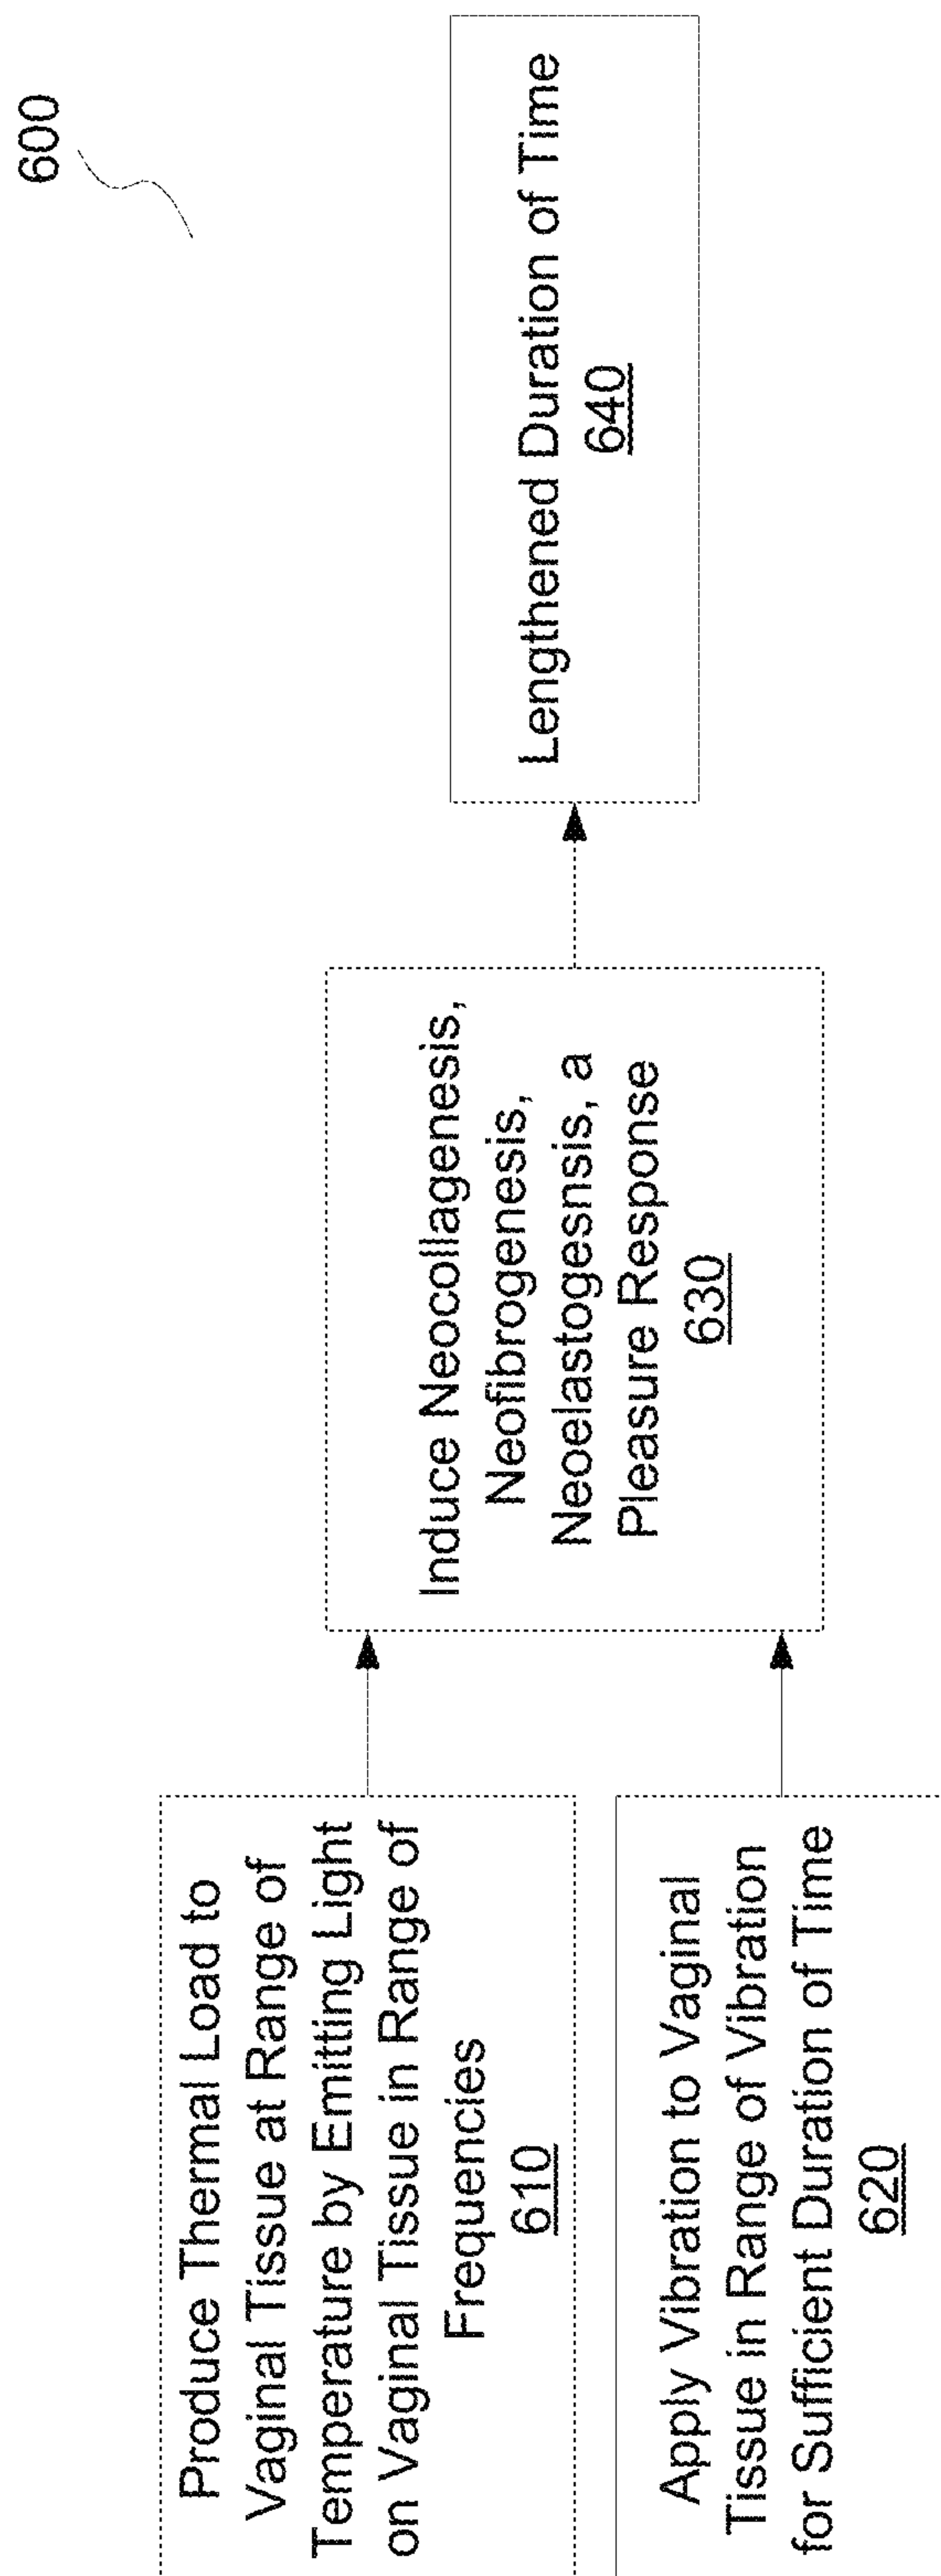 600
Produce Thermal Load to
Vaginal Tissue at Range of
Temperature by Emitting Light
on Vaginal Tissue in Range of
Frequencies
610
Apply Vibration to Vaginal
Tissue in Range of Vibration
for Sufficient Duration of Time
620
Induce Neocollagenesis,
Neofibrogenesis,
Neoelastogesnsis, a
Pleasure Response
630
Lengthened Duration of Time
640